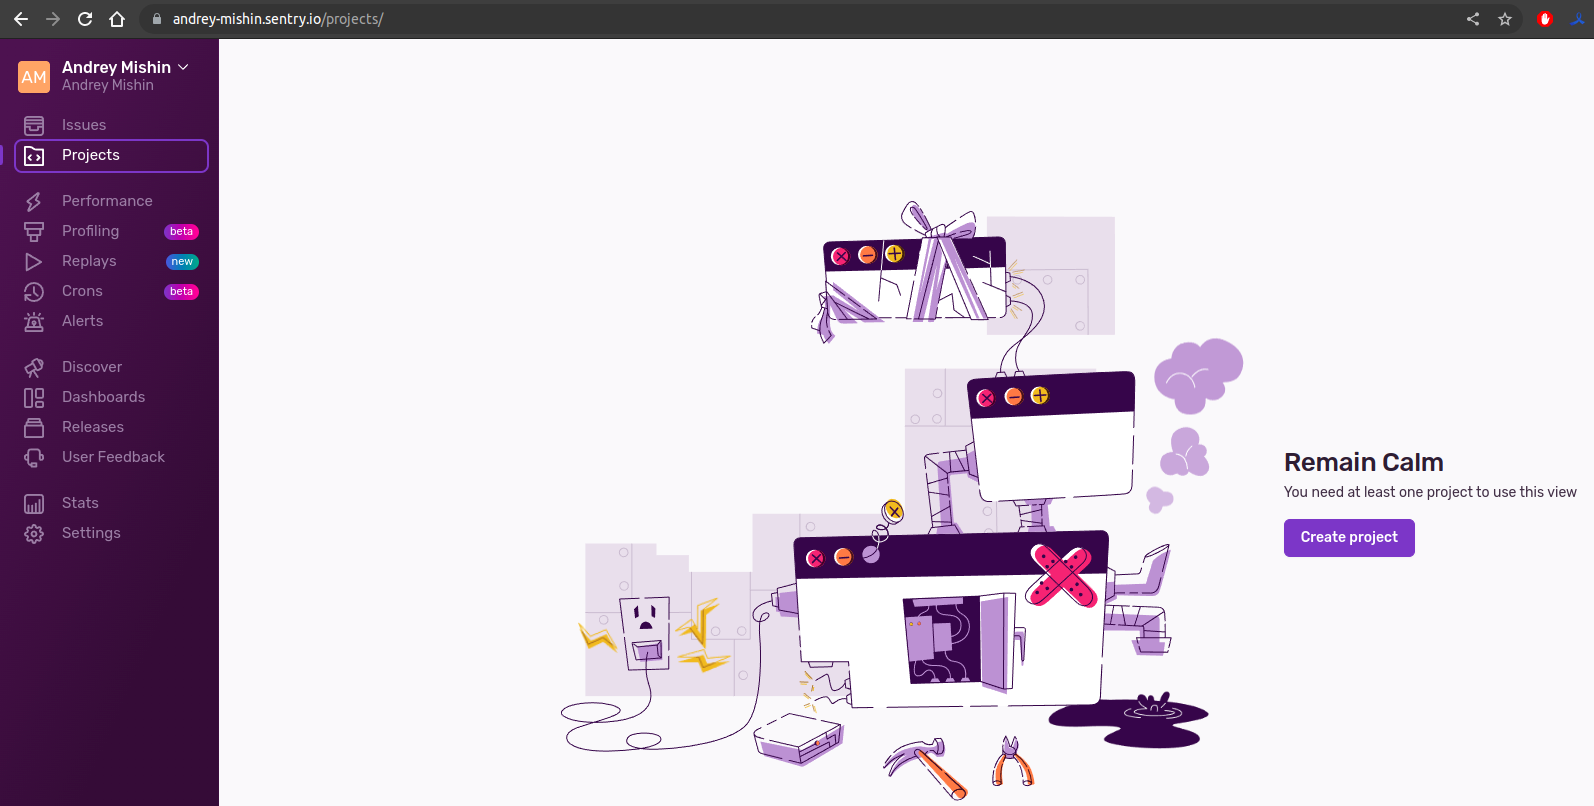 andrey-mishin.sentry.io/projects/
AM
Andrey Mishin
Andrey Mishin
Issues
Projects
Performance
Profiling beta
Replays new
Crons beta
Alerts
Discover
Dashboards
Releases
User Feedback
Stats
Settings
Remain Calm
You need at least one project to use this view
Create project